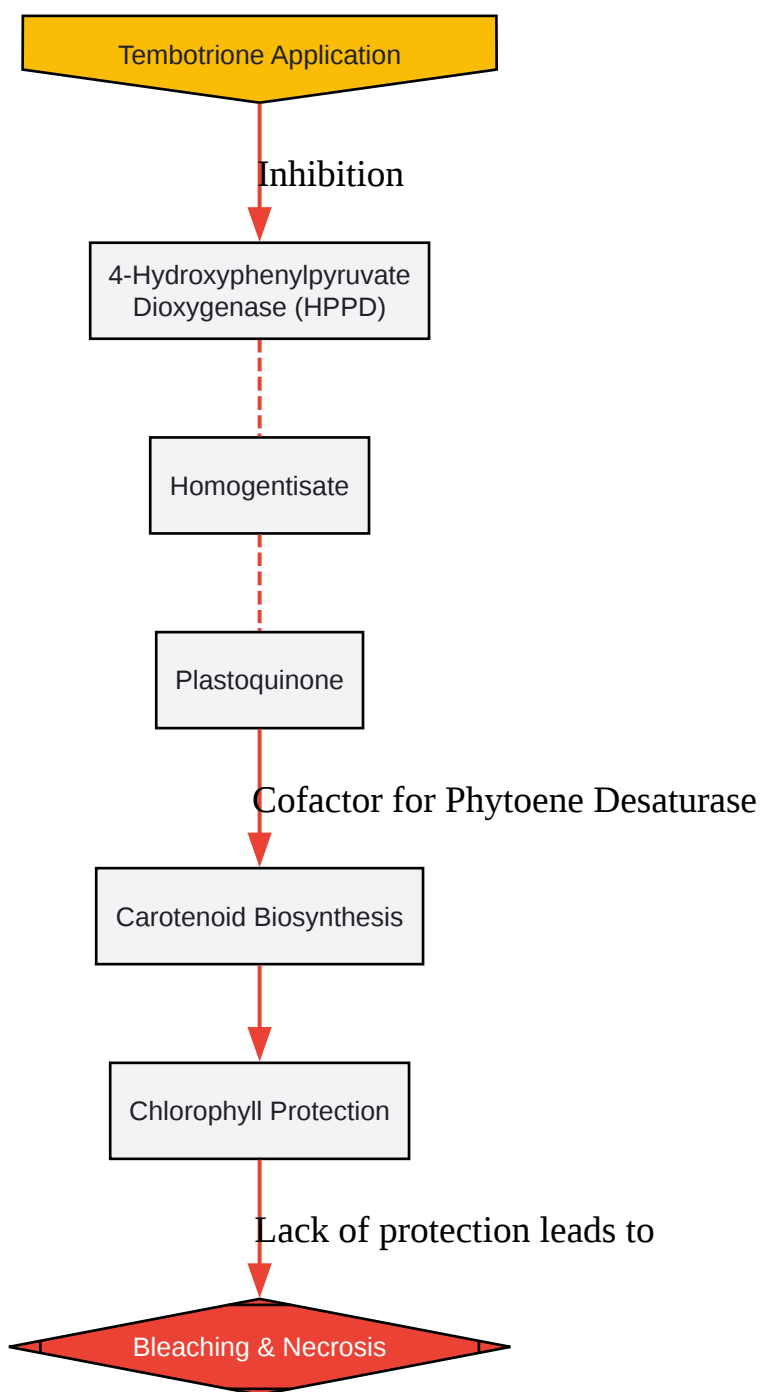 Tembotrione Application
Inhibition
4-Hydroxyphenylpyruvate
Dioxygenase (HPPD)
Homogentisate
Plastoquinone
Cofactor for Phytoene Desaturase
Carotenoid Biosynthesis
Chlorophyll Protection
Lack of protection leads to
Bleaching & Necrosis